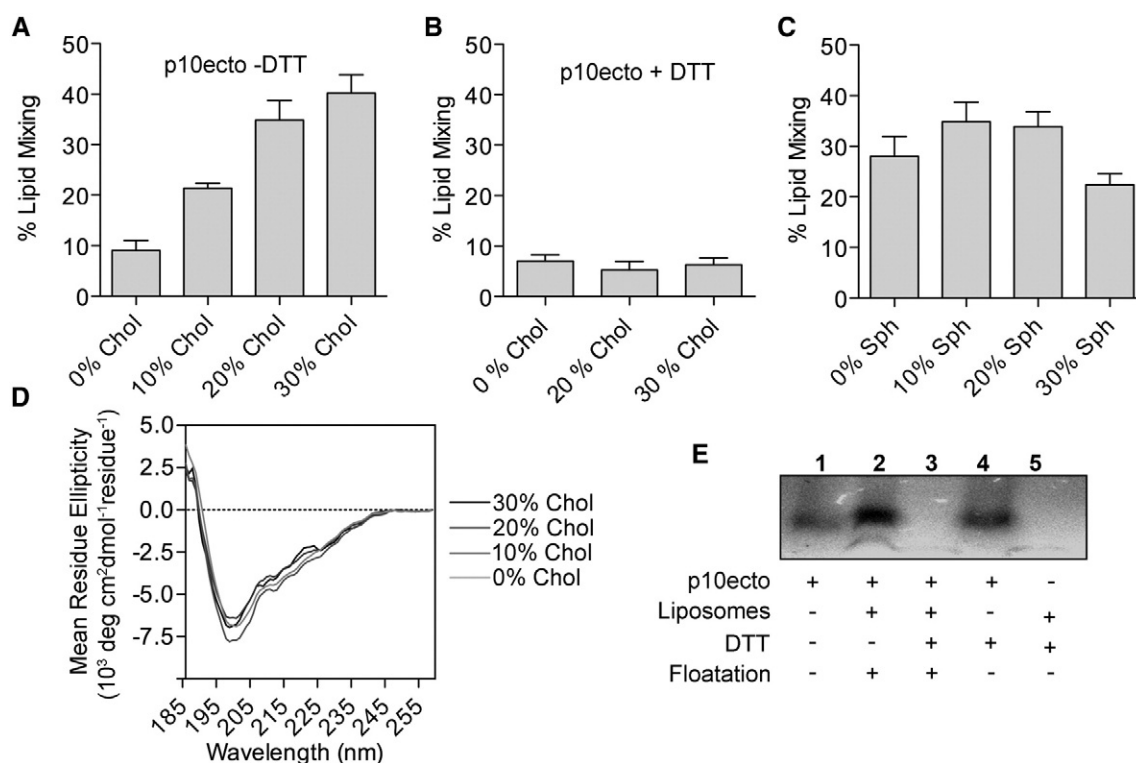 A
p10ecto -DTT
% Lipid Mixing
50
40
30
20
10
0
0% Chol
10% Chol
20% Chol
30% Chol
B
p10ecto + DTT
% Lipid Mixing
50
40
30
20
10
0
0% Chol
20 % Chol
30 % Chol
C
% Lipid Mixing
50
40
30
20
10
0
0% Sph
10% Sph
20% Sph
30% Sph
D
Mean Residue Ellipticity
(10³ deg cm²dmol⁻¹residue⁻¹)
5.0
2.5
0.0
-2.5
-5.0
-7.5
185
195
205
215
225
235
245
255
Wavelength (nm)
30% Chol
20% Chol
10% Chol
0% Chol
E
1 2 3 4 5
p10ecto + + + + -
Liposomes - + + - +
DTT - - + + +
Floatation - + + - -